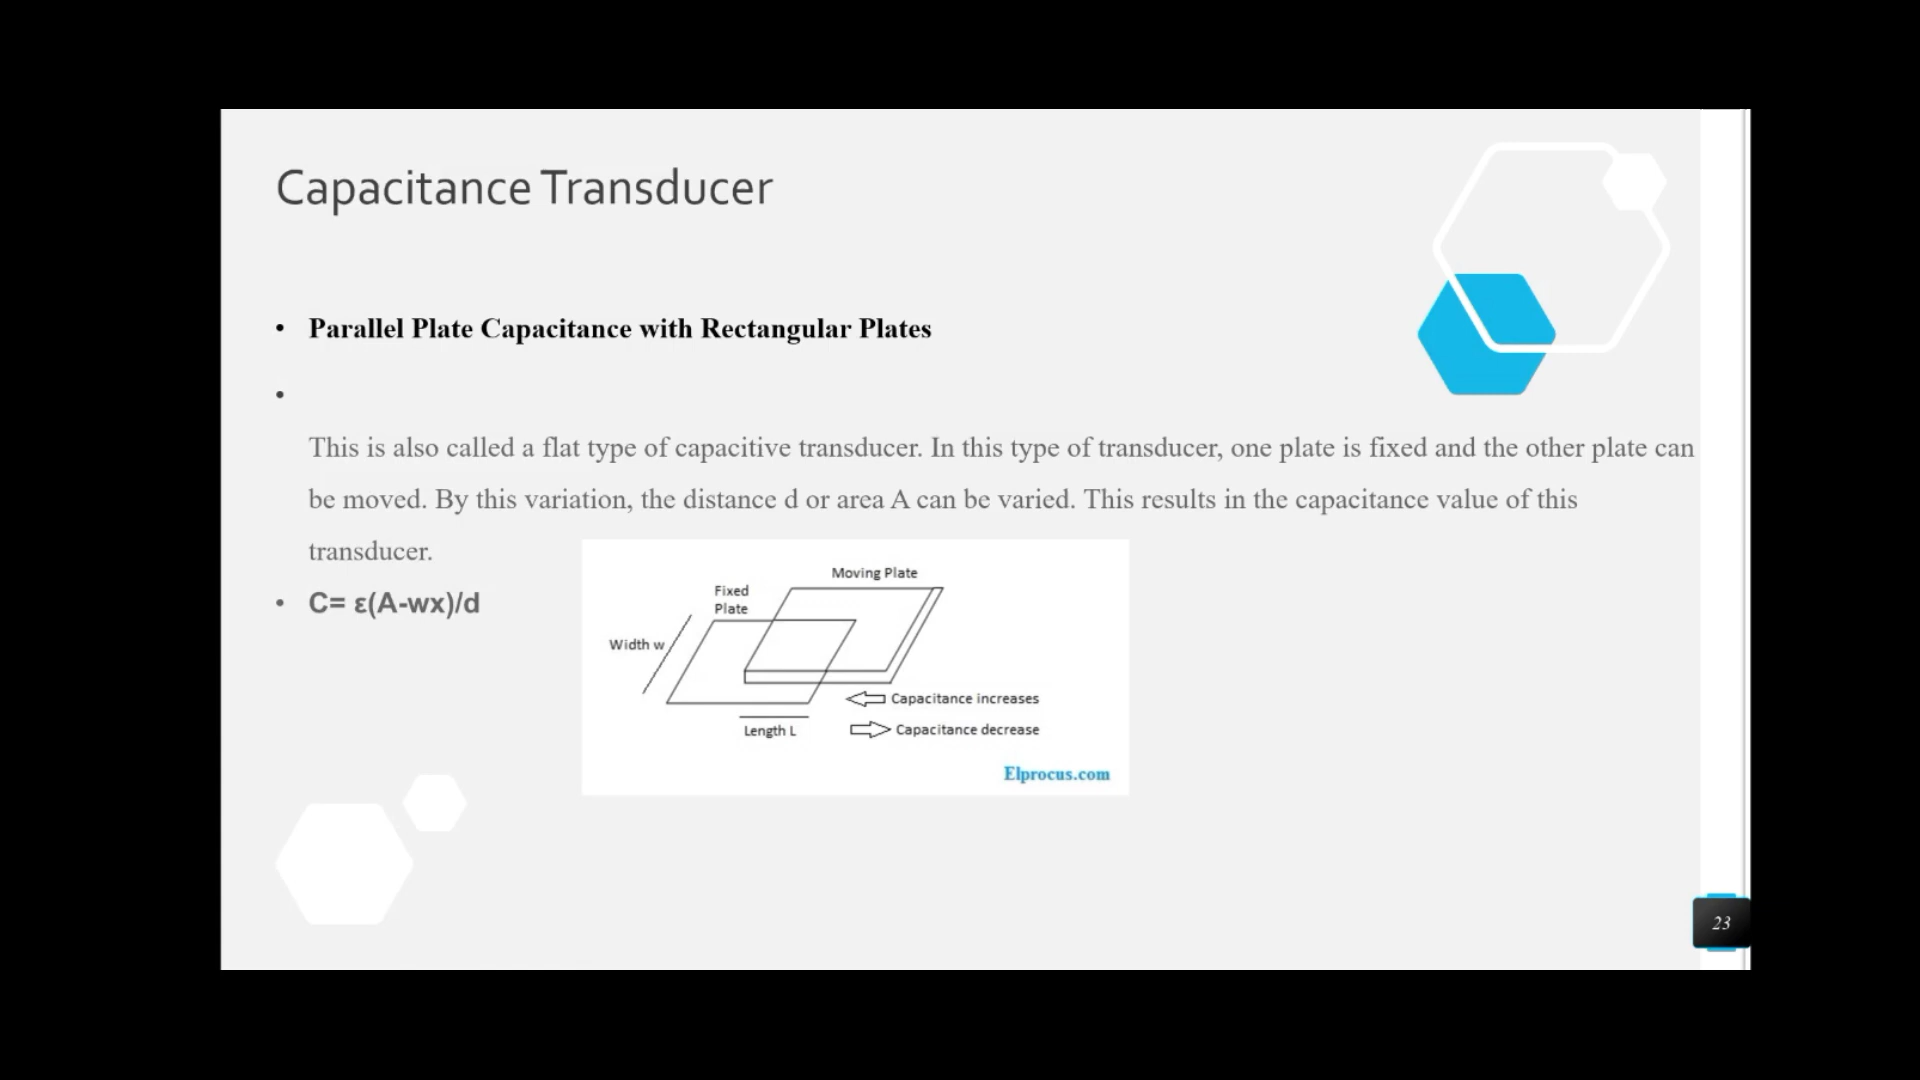 Capacitance Transducer
• Parallel Plate Capacitance with Rectangular Plates
•
This is also called a flat type of capacitive transducer. In this type of transducer, one plate is fixed and the other plate can
be moved. By this variation, the distance d or area A can be varied. This results in the capacitance value of this
transducer.
• C= ε(A-wx)/d
Moving Plate
Fixed
Plate
Width w
Capacitance increases
Length L
Capacitance decrease
Elprocus.com
23